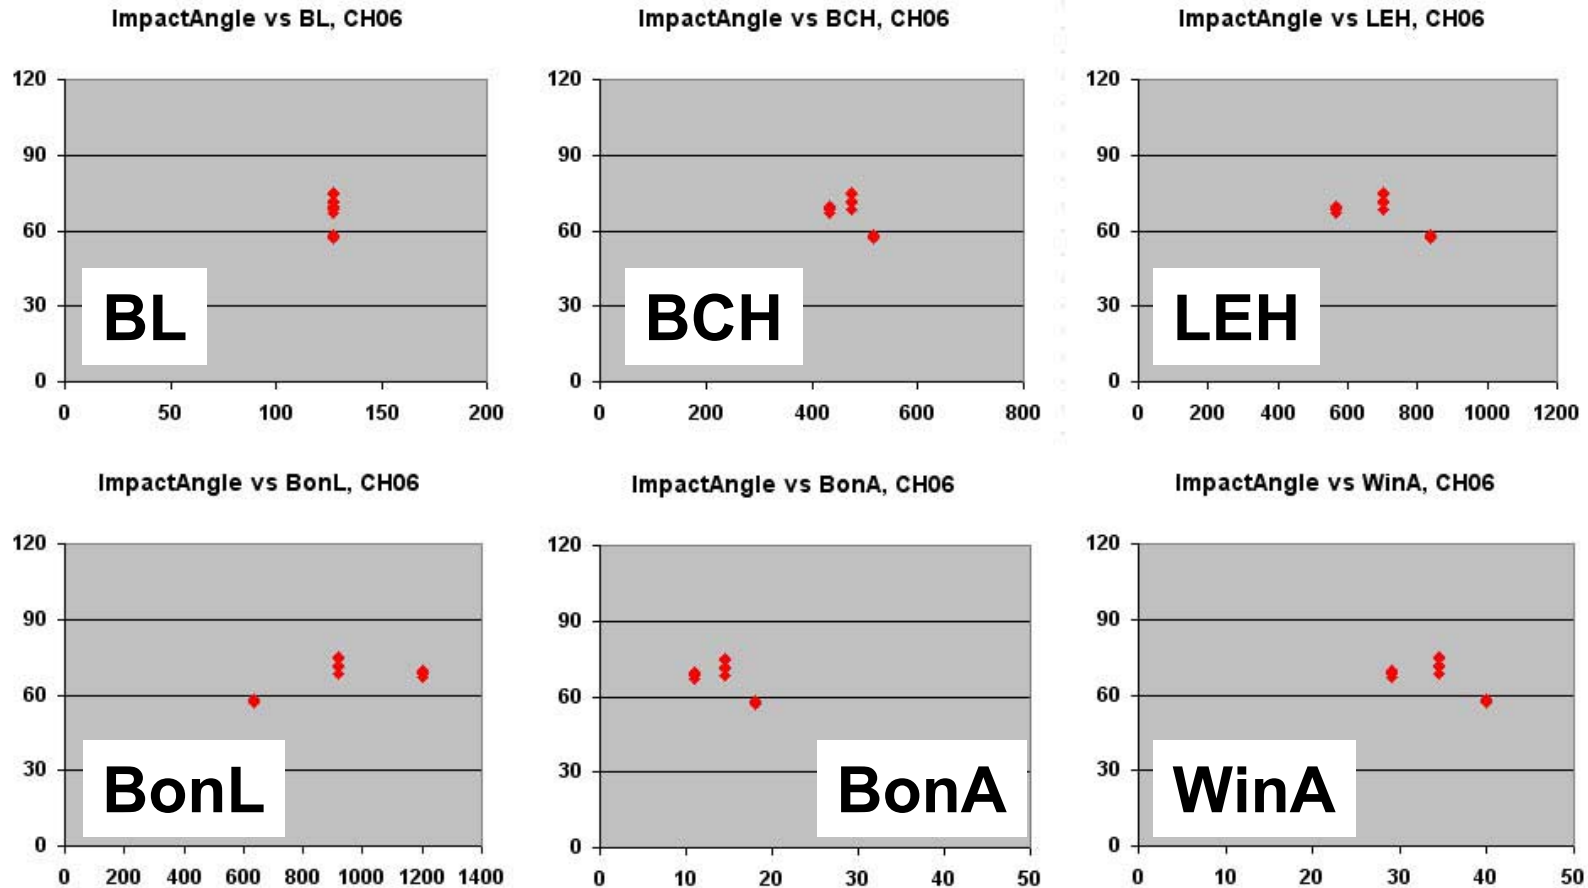 ImpactAngle vs BL, CH06
120
90
60
30
0
BL
0 50 100 150 200
ImpactAngle vs BCH, CH06
120
90
60
30
0
BCH
0 200 400 600 800
ImpactAngle vs LEH, CH06
120
90
60
30
0
LEH
0 200 400 600 800 1000 1200
ImpactAngle vs BonL, CH06
120
90
60
30
0
BonL
0 200 400 600 800 1000 1200 1400
ImpactAngle vs BonA, CH06
120
90
60
30
0
BonA
0 10 20 30 40 50
ImpactAngle vs WinA, CH06
120
90
60
30
0
WinA
0 10 20 30 40 50